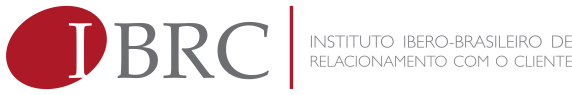 IBRC
INSTITUTO IBERO-BRASILEIRO DE
RELACIONAMENTO COM O CLIENTE